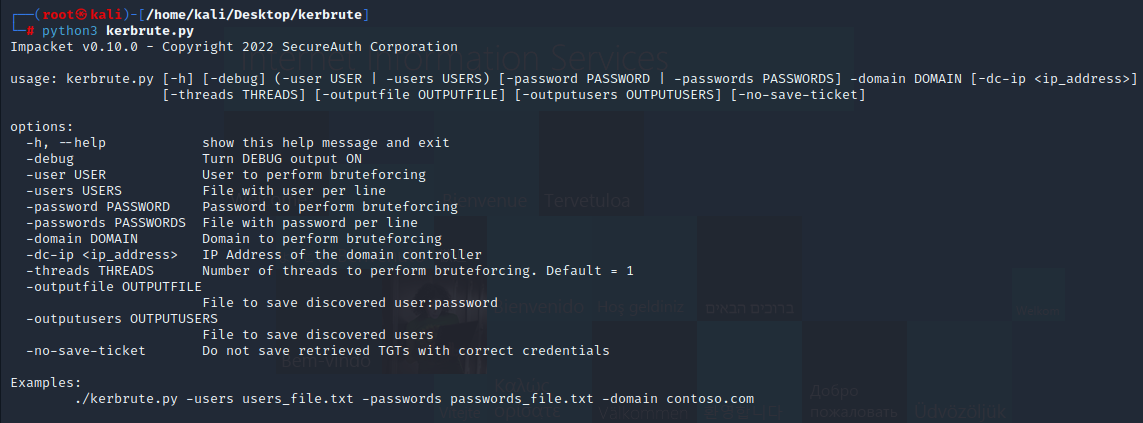 ┌──(root㉿kali)-[/home/kali/Desktop/kerbrute]
└─# python3 kerbrute.py
Impacket v0.10.0 - Copyright 2022 SecureAuth Corporation
Internet Information Services
usage: kerbrute.py [-h] [-debug] (-user USER | -users USERS) [-password PASSWORD | -passwords PASSWORDS] -domain DOMAIN [-dc-ip <ip_address>]
[-threads THREADS] [-outputfile OUTPUTFILE] [-outputusers OUTPUTUSERS] [-no-save-ticket]
options:
-h, --help show this help message and exit
-debug Turn DEBUG output ON
-user USER User to perform bruteforcing
-users USERS File with user per line
Bienvenue Tervetuloa
-password PASSWORD Password to perform bruteforcing
-passwords PASSWORDS File with password per line
-domain DOMAIN Domain to perform bruteforcing
-dc-ip <ip_address> IP Address of the domain controller
-threads THREADS Number of threads to perform bruteforcing. Default = 1
-outputfile OUTPUTFILE
File to save discovered user:password
Bienvenido Hoş geldiniz ברוכים הבאים
-outputusers OUTPUTUSERS
File to save discovered users
-no-save-ticket Do not save retrieved TGTs with correct credentials
Bem-vindo
Examples:
Добро
./kerbrute.py -users users_file.txt -passwords passwords_file.txt -domain contoso.com
Välkommen пожаловать Üdvözöljük